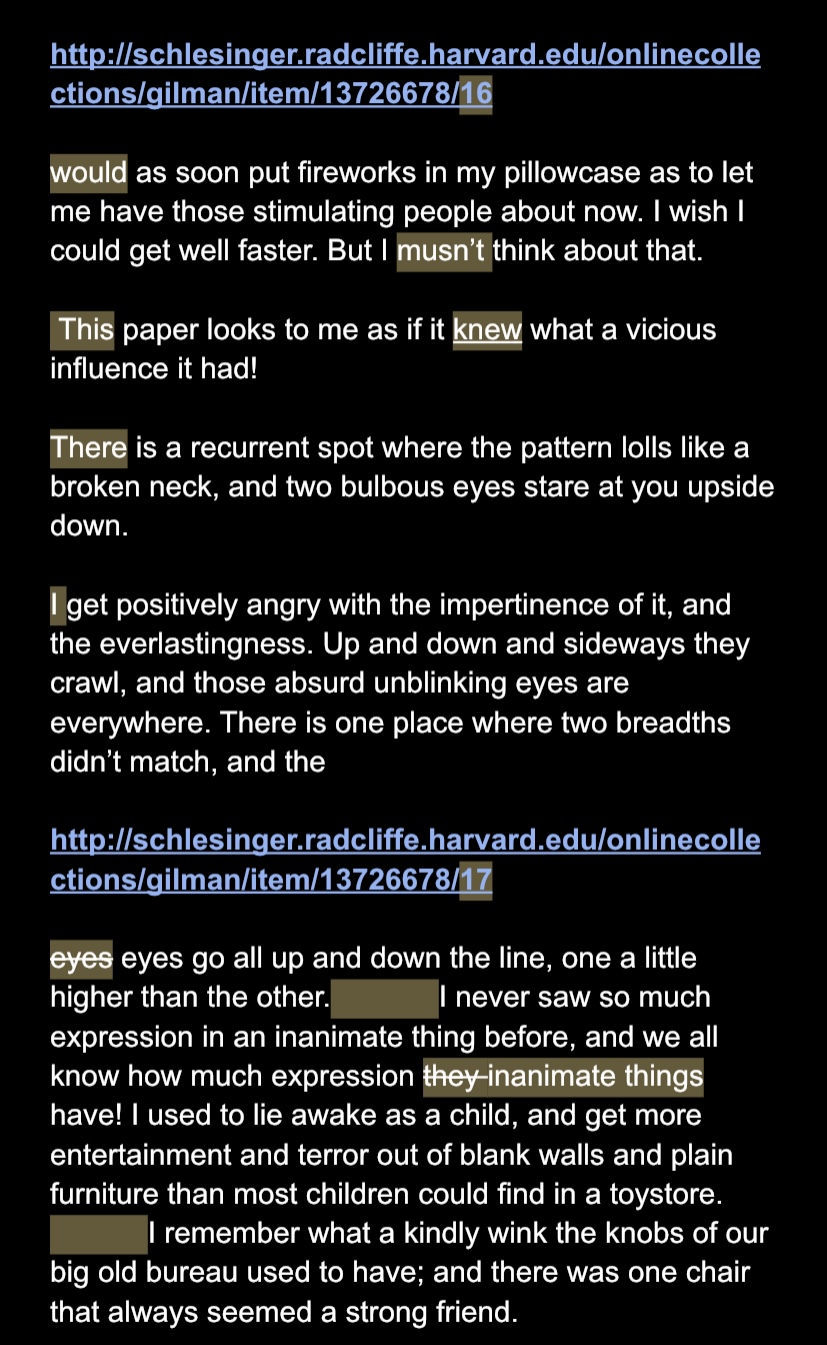 http://schlesinger.radcliffe.harvard.edu/onlinecolle
ctions/gilman/item/13726678/16
would as soon put fireworks in my pillowcase as to let
me have those stimulating people about now. I wish I
could get well faster. But I musn’t think about that.
This paper looks to me as if it knew what a vicious
influence it had!
There is a recurrent spot where the pattern lolls like a
broken neck, and two bulbous eyes stare at you upside
down.
I get positively angry with the impertinence of it, and
the everlastingness. Up and down and sideways they
crawl, and those absurd unblinking eyes are
everywhere. There is one place where two breadths
didn’t match, and the
http://schlesinger.radcliffe.harvard.edu/onlinecolle
ctions/gilman/item/13726678/17
eyes eyes go all up and down the line, one a little
higher than the other. I never saw so much
expression in an inanimate thing before, and we all
know how much expression they inanimate things
have! I used to lie awake as a child, and get more
entertainment and terror out of blank walls and plain
furniture than most children could find in a toystore.
I remember what a kindly wink the knobs of our
big old bureau used to have; and there was one chair
that always seemed a strong friend.